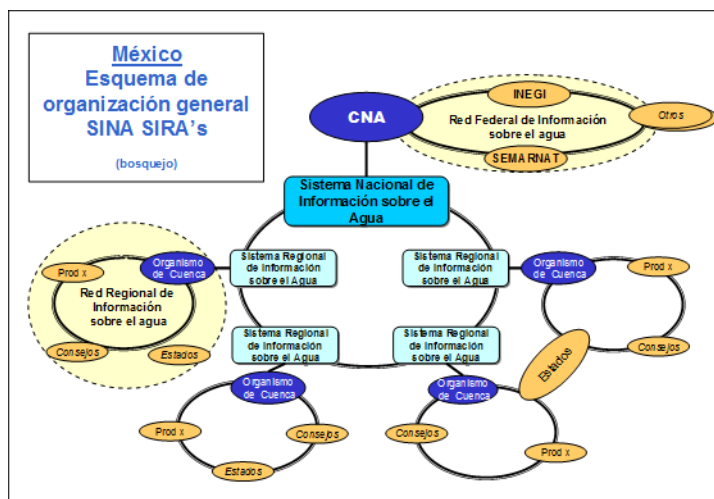 México
Esquema de
organización general
SINA SIRA's
(bosquejo)
CNA
INEGI
Red Federal de Información
sobre el agua
Otros
SEMARNAT
Sistema Nacional de
Información sobre el
Agua
Organismo
de Cuenca
Prod x
Red Regional de
Información
sobre el agua
Consejos
Estados
Sistema Regional
de Información
sobre el Agua
Sistema Regional
de Información
sobre el Agua
Organismo
de Cuenca
Prod x
Consejos
Estados
Sistema Regional
de Información
sobre el Agua
Organismo
de Cuenca
Prod x
Consejos
Estados
Sistema Regional
de Información
sobre el Agua
Organismo
de Cuenca
Consejos
Prod x